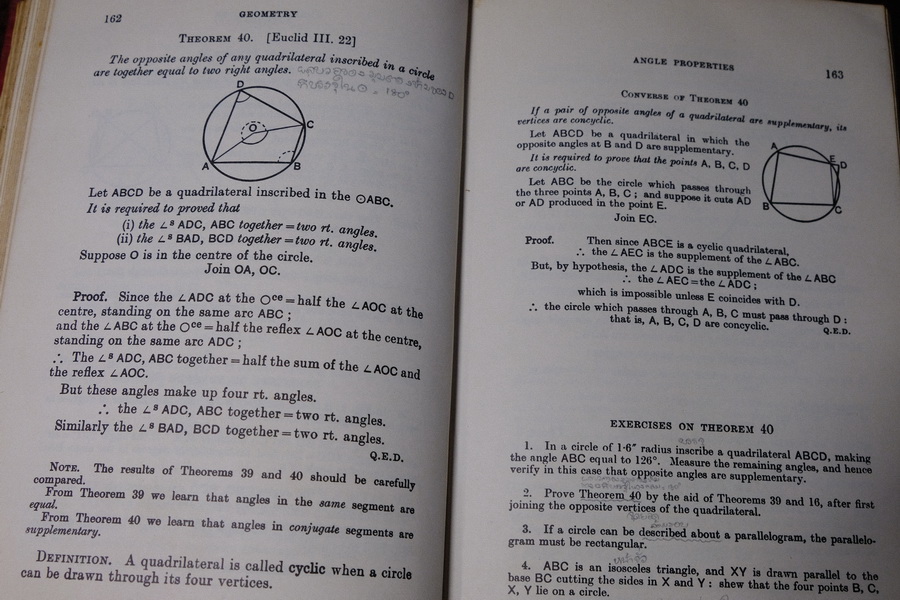 162
GEOMETRY
THEOREM 40. [Euclid III. 22]
The opposite angles of any quadrilateral inscribed in a circle
are together equal to two right angles.
D
O
C
A
B
Let ABCD be a quadrilateral inscribed in the ⊙ABC.
It is required to proved that
(i) the ∠s ADC, ABC together = two rt. angles.
(ii) the ∠s BAD, BCD together = two rt. angles.
Suppose O is in the centre of the circle.
Join OA, OC.
Proof. Since the ∠ADC at the Oce = half the ∠AOC at the
centre, standing on the same arc ABC ;
and the ∠ABC at the Oce = half the reflex ∠AOC at the centre,
standing on the same arc ADC ;
∴ The ∠s ADC, ABC together = half the sum of the ∠AOC and
the reflex ∠AOC.
But these angles make up four rt. angles.
∴ the ∠s ADC, ABC together = two rt. angles.
Similarly the ∠s BAD, BCD together = two rt. angles.
Q.E.D.
NOTE. The results of Theorems 39 and 40 should be carefully
compared.
From Theorem 39 we learn that angles in the same segment are
equal.
From Theorem 40 we learn that angles in conjugate segments are
supplementary.
DEFINITION. A quadrilateral is called cyclic when a circle
can be drawn through its four vertices.
ANGLE PROPERTIES
163
CONVERSE OF THEOREM 40
If a pair of opposite angles of a quadrilateral are supplementary, its
vertices are concyclic.
Let ABCD be a quadrilateral in which the
opposite angles at B and D are supplementary.
It is required to prove that the points A, B, C, D
are concyclic.
Let ABC be the circle which passes through
the three points A, B, C ; and suppose it cuts AD
or AD produced in the point E.
Join EC.
A
E
D
B
C
Proof. Then since ABCE is a cyclic quadrilateral,
∴ the ∠AEC is the supplement of the ∠ABC.
But, by hypothesis, the ∠ADC is the supplement of the ∠ABC
∴ the ∠AEC = the ∠ADC ;
which is impossible unless E coincides with D.
∴ the circle which passes through A, B, C must pass through D :
that is, A, B, C, D are concyclic.
Q.E.D.
EXERCISES ON THEOREM 40
1. In a circle of 1·6″ radius inscribe a quadrilateral ABCD, making
the angle ABC equal to 126°. Measure the remaining angles, and hence
verify in this case that opposite angles are supplementary.
2. Prove Theorem 40 by the aid of Theorems 39 and 16, after first
joining the opposite vertices of the quadrilateral.
3. If a circle can be described about a parallelogram, the parallelo-
gram must be rectangular.
4. ABC is an isosceles triangle, and XY is drawn parallel to the
base BC cutting the sides in X and Y : shew that the four points B, C,
X, Y lie on a circle.